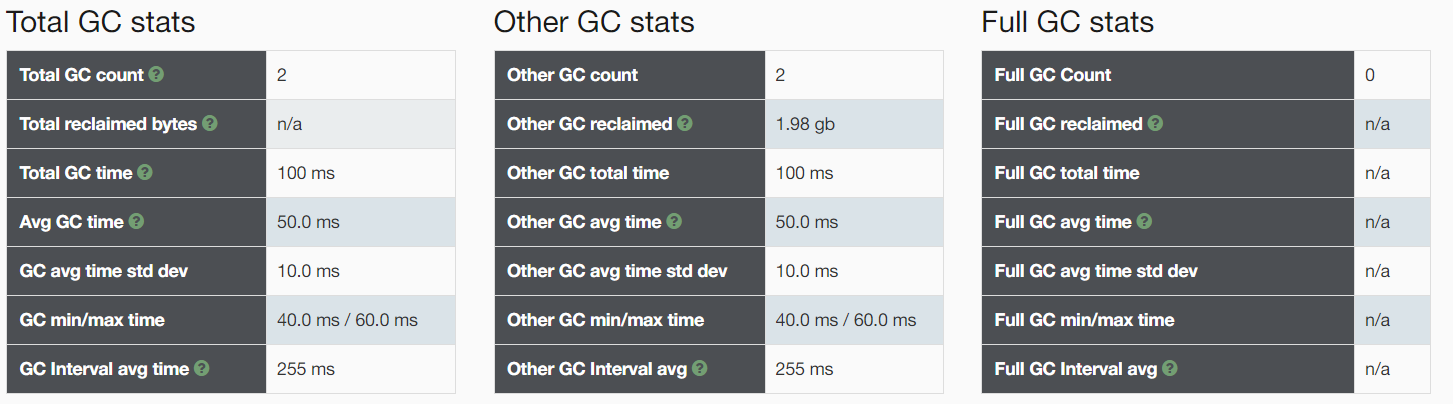 Total GC stats
Total GC count ? 2
Total reclaimed bytes ? n/a
Total GC time ? 100 ms
Avg GC time ? 50.0 ms
GC avg time std dev 10.0 ms
GC min/max time 40.0 ms / 60.0 ms
GC Interval avg time ? 255 ms
Other GC stats
Other GC count 2
Other GC reclaimed ? 1.98 gb
Other GC total time 100 ms
Other GC avg time ? 50.0 ms
Other GC avg time std dev 10.0 ms
Other GC min/max time 40.0 ms / 60.0 ms
Other GC Interval avg ? 255 ms
Full GC stats
Full GC Count 0
Full GC reclaimed ? n/a
Full GC total time n/a
Full GC avg time ? n/a
Full GC avg time std dev n/a
Full GC min/max time n/a
Full GC Interval avg ? n/a